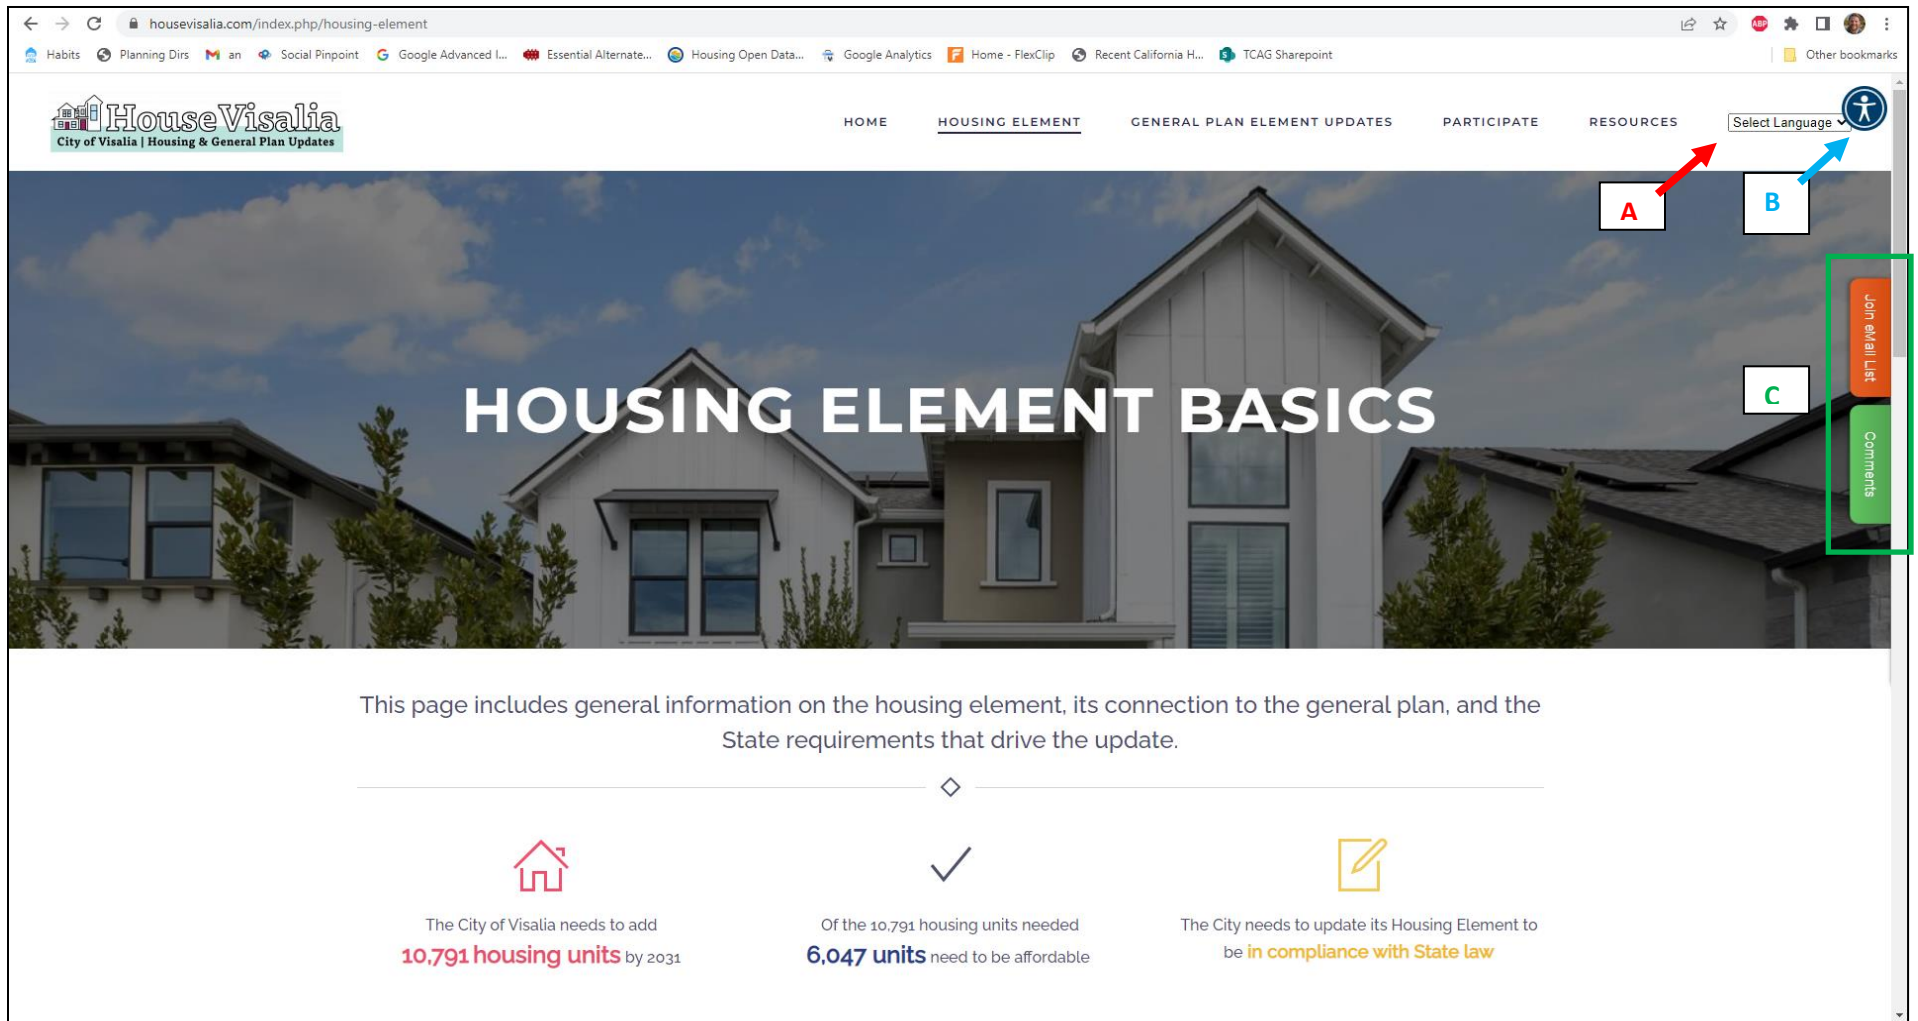 housevisalia.com/index.php/housing-element
ABP
Habits Planning Dirs an Social Pinpoint Google Advanced I... Essential Alternate... Housing Open Data... Google Analytics Home - FlexClip Recent California H... TCAG Sharepoint Other bookmarks
House Visalia
City of Visalia | Housing & General Plan Updates
HOME HOUSING ELEMENT GENERAL PLAN ELEMENT UPDATES PARTICIPATE RESOURCES Select Language
A
B
Join eMail List
C
Comments
HOUSING ELEMENT BASICS
This page includes general information on the housing element, its connection to the general plan, and the
State requirements that drive the update.
The City of Visalia needs to add
10,791 housing units by 2031
Of the 10,791 housing units needed
6,047 units need to be affordable
The City needs to update its Housing Element to
be in compliance with State law